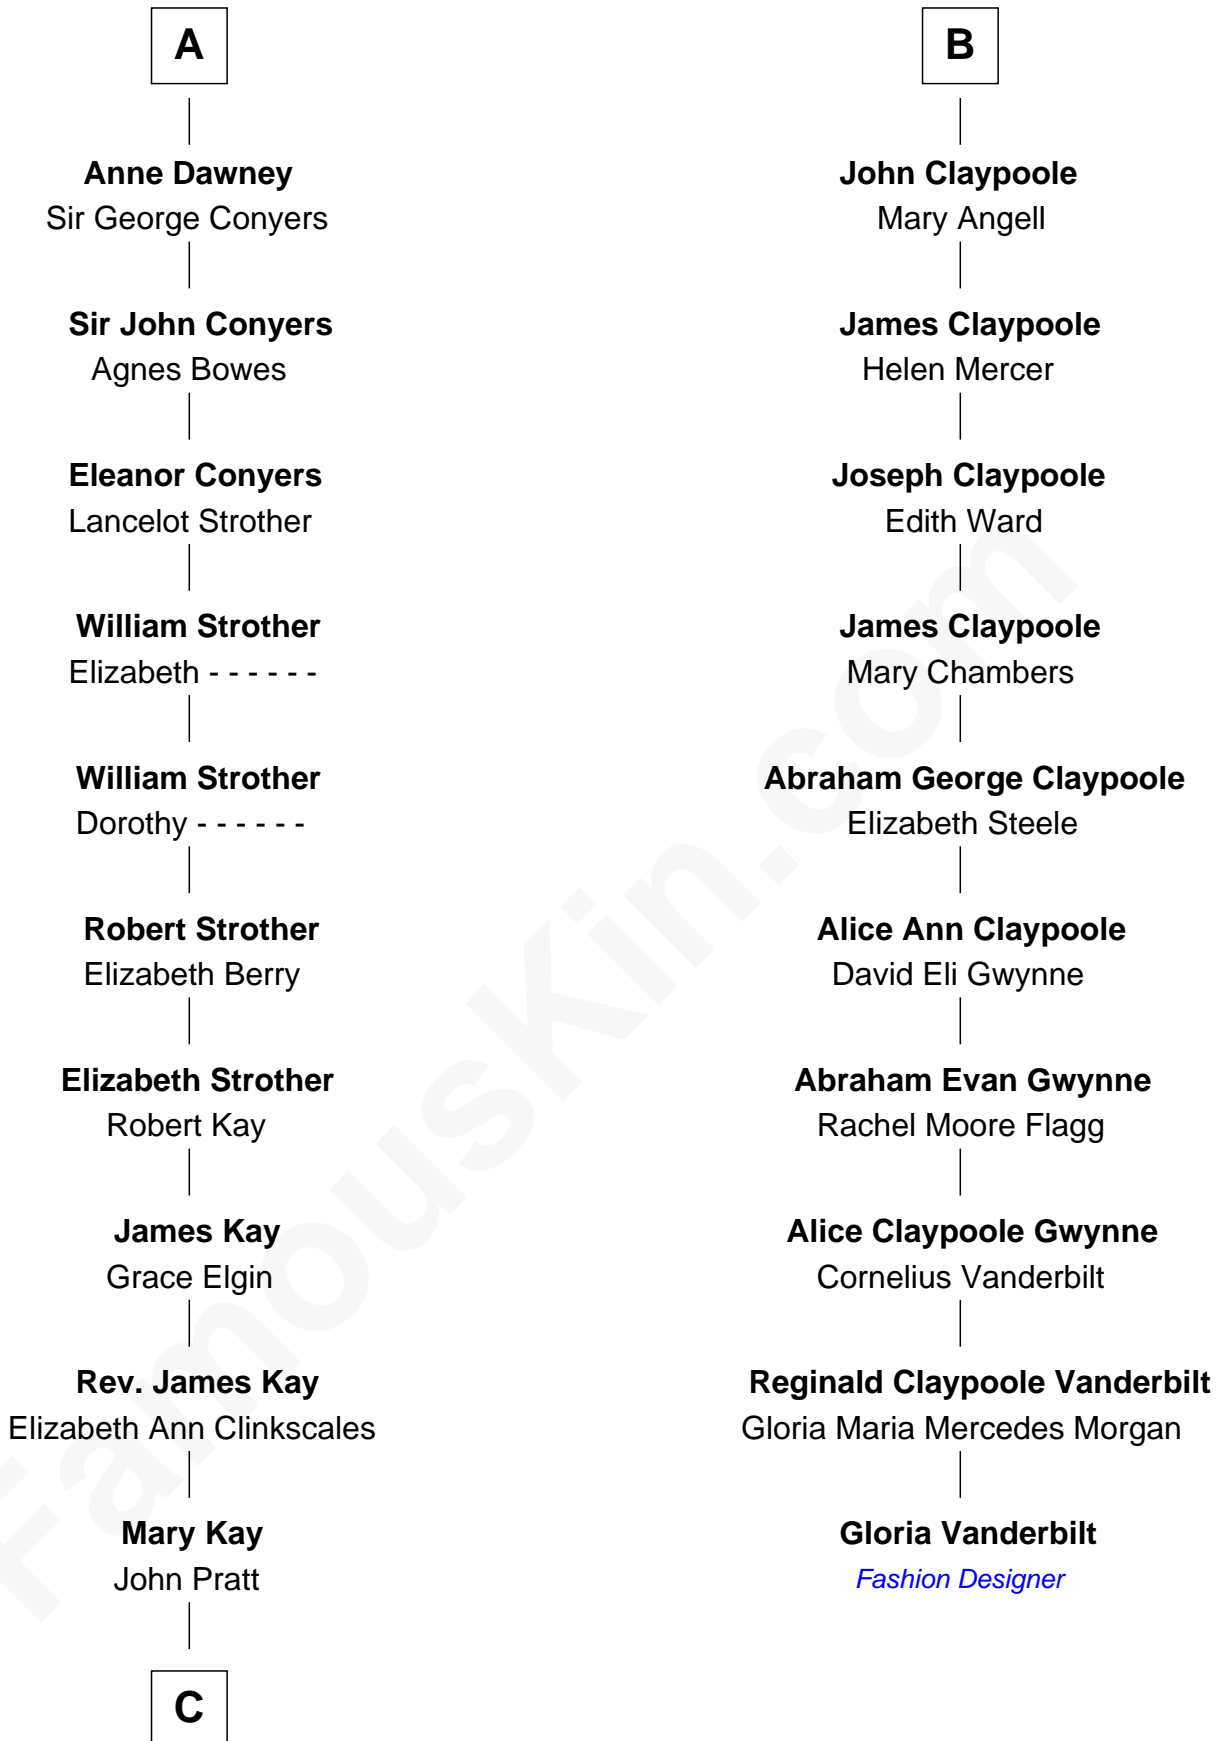 A
Anne Dawney
Sir George Conyers
Sir John Conyers
Agnes Bowes
Eleanor Conyers
Lancelot Strother
William Strother
Elizabeth - - - - - -
William Strother
Dorothy - - - - - -
Robert Strother
Elizabeth Berry
Elizabeth Strother
Robert Kay
James Kay
Grace Elgin
Rev. James Kay
Elizabeth Ann Clinkscales
Mary Kay
John Pratt
C
B
John Claypoole
Mary Angell
James Claypoole
Helen Mercer
Joseph Claypoole
Edith Ward
James Claypoole
Mary Chambers
Abraham George Claypoole
Elizabeth Steele
Alice Ann Claypoole
David Eli Gwynne
Abraham Evan Gwynne
Rachel Moore Flagg
Alice Claypoole Gwynne
Cornelius Vanderbilt
Reginald Claypoole Vanderbilt
Gloria Maria Mercedes Morgan
Gloria Vanderbilt
Fashion Designer
FamousKin.com